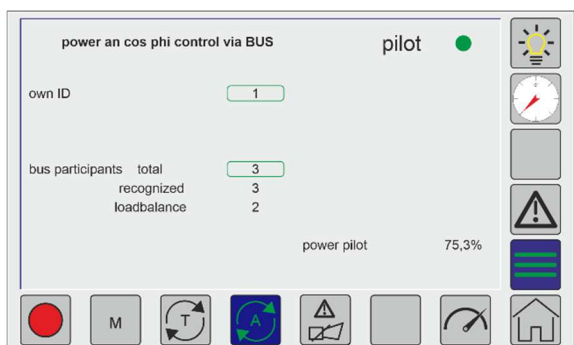 power an cos phi control via BUS pilot
own ID 1
bus participants total 3
recognized 3
loadbalance 2
power pilot 75,3%
M T A